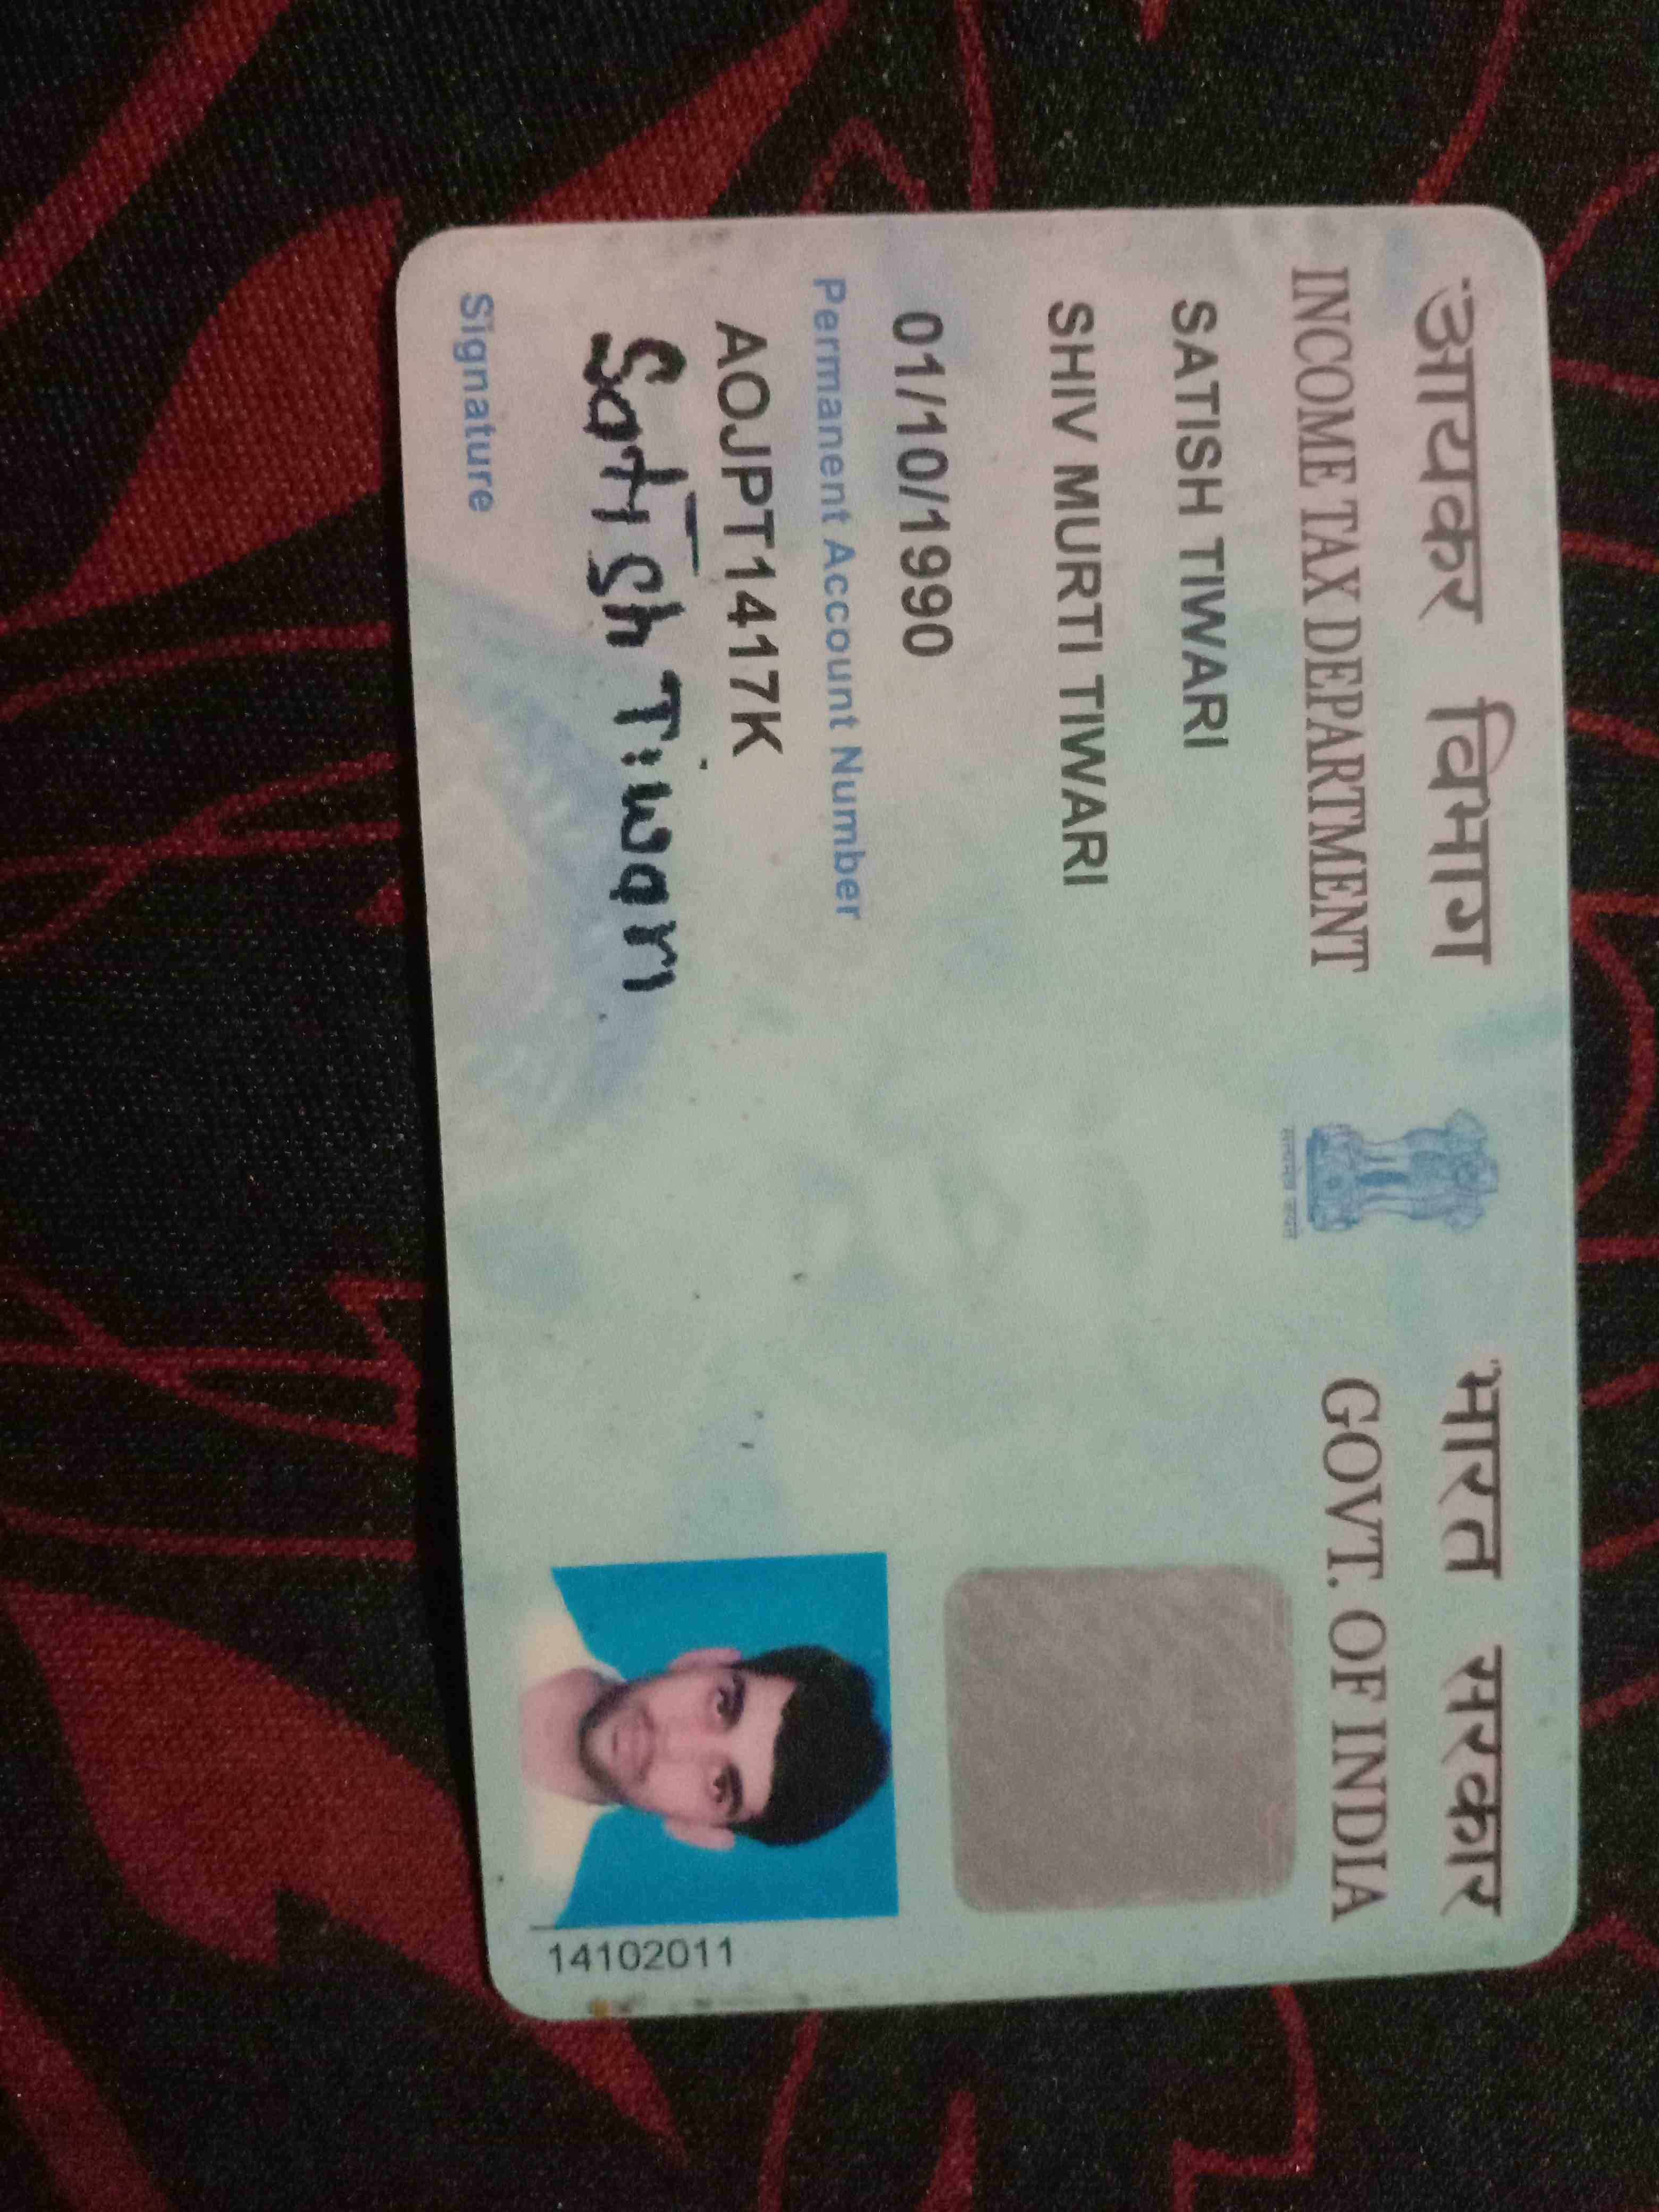 आयकर विभाग
INCOME TAX DEPARTMENT
भारत सरकार
GOVT. OF INDIA
सत्यमेव जयते
SATISH TIWARI
SHIV MURTI TIWARI
01/10/1990
Permanent Account Number
AOJPT1417K
Satish Tiwari
Signature
14102011